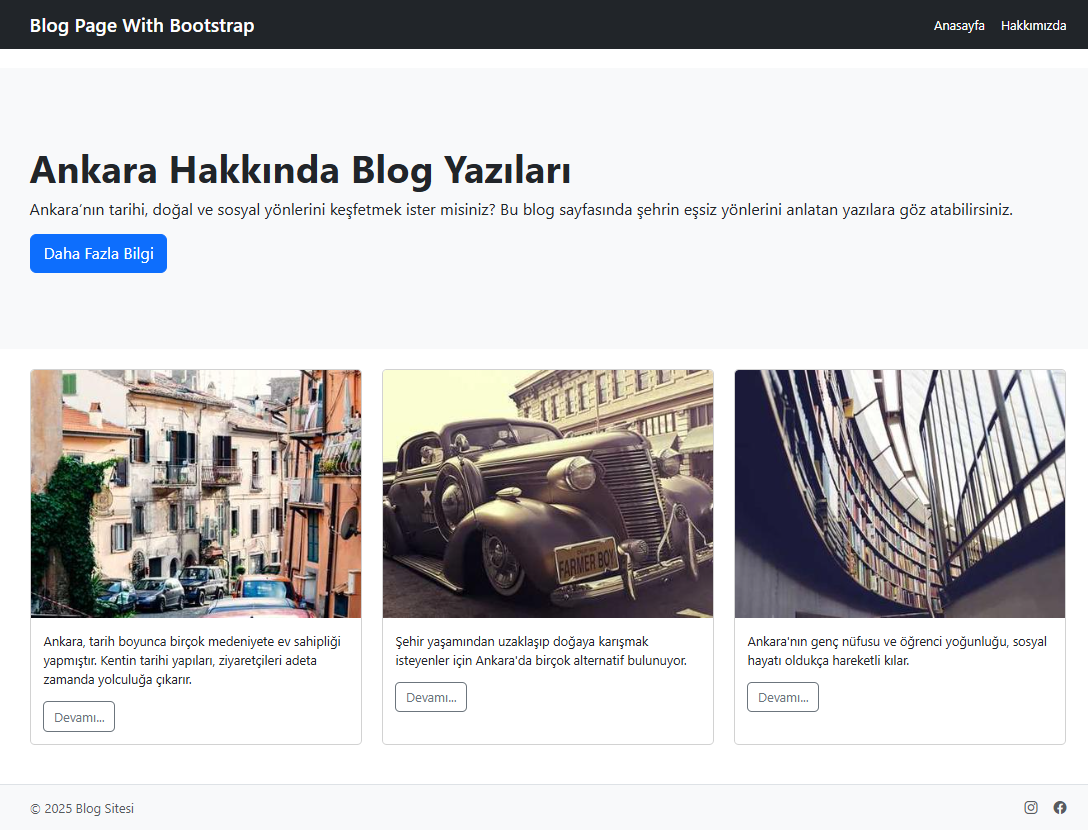 Blog Page With Bootstrap
Anasayfa Hakkımızda
Ankara Hakkında Blog Yazıları
Ankara’nın tarihi, doğal ve sosyal yönlerini keşfetmek ister misiniz? Bu blog sayfasında şehrin eşsiz yönlerini anlatan yazılara göz atabilirsiniz.
Daha Fazla Bilgi
FARMER BOY
Ankara, tarih boyunca birçok medeniyete ev sahipliği
yapmıştır. Kentin tarihi yapıları, ziyaretçileri adeta
zamanda yolculuğa çıkarır.
Devamı...
Şehir yaşamından uzaklaşıp doğaya karışmak
isteyenler için Ankara'da birçok alternatif bulunuyor.
Devamı...
Ankara'nın genç nüfusu ve öğrenci yoğunluğu, sosyal
hayatı oldukça hareketli kılar.
Devamı...
© 2025 Blog Sitesi